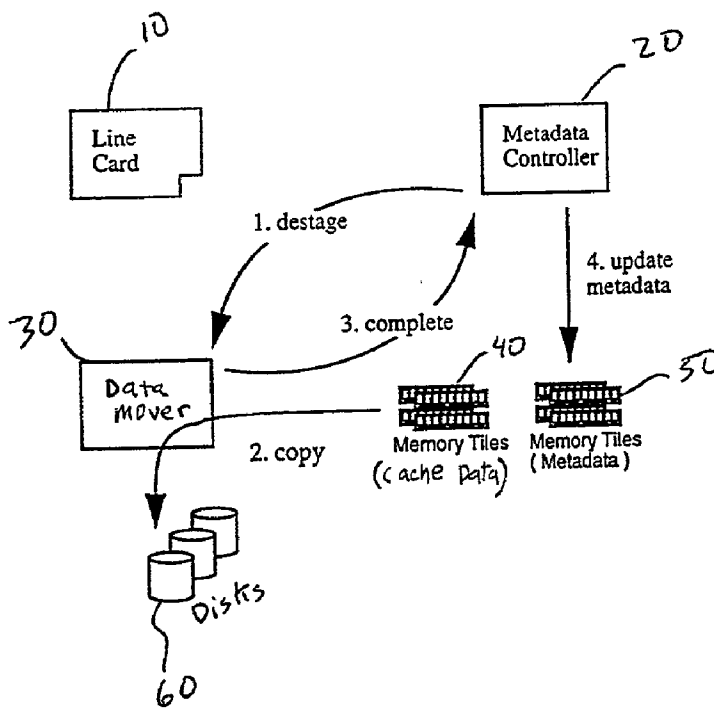 10
20
Line
Card
Metadata
Controller
1. destage
4. update
metadata
30
3. complete
40
50
Data
mover
2. copy
Memory Tiles
(Cache Data)
Memory Tiles
(Metadata)
Disks
60